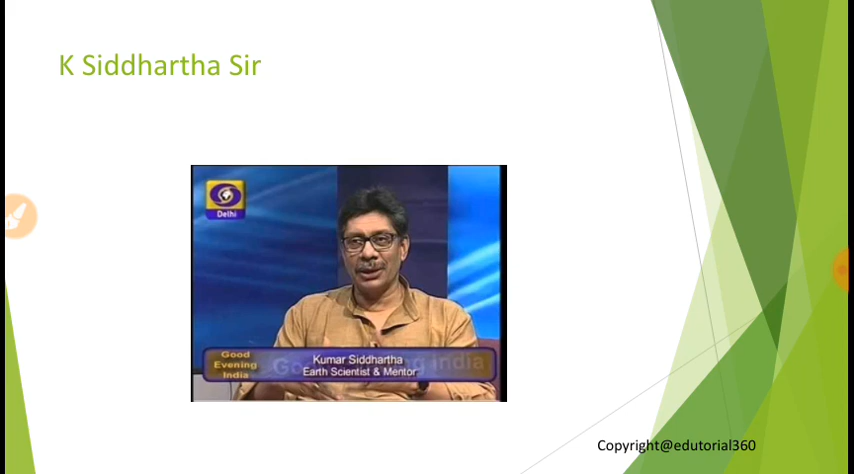 K Siddhartha Sir
Delhi
Good
Evening
India
Kumar Siddhartha
Earth Scientist & Mentor
Copyright@edutorial360